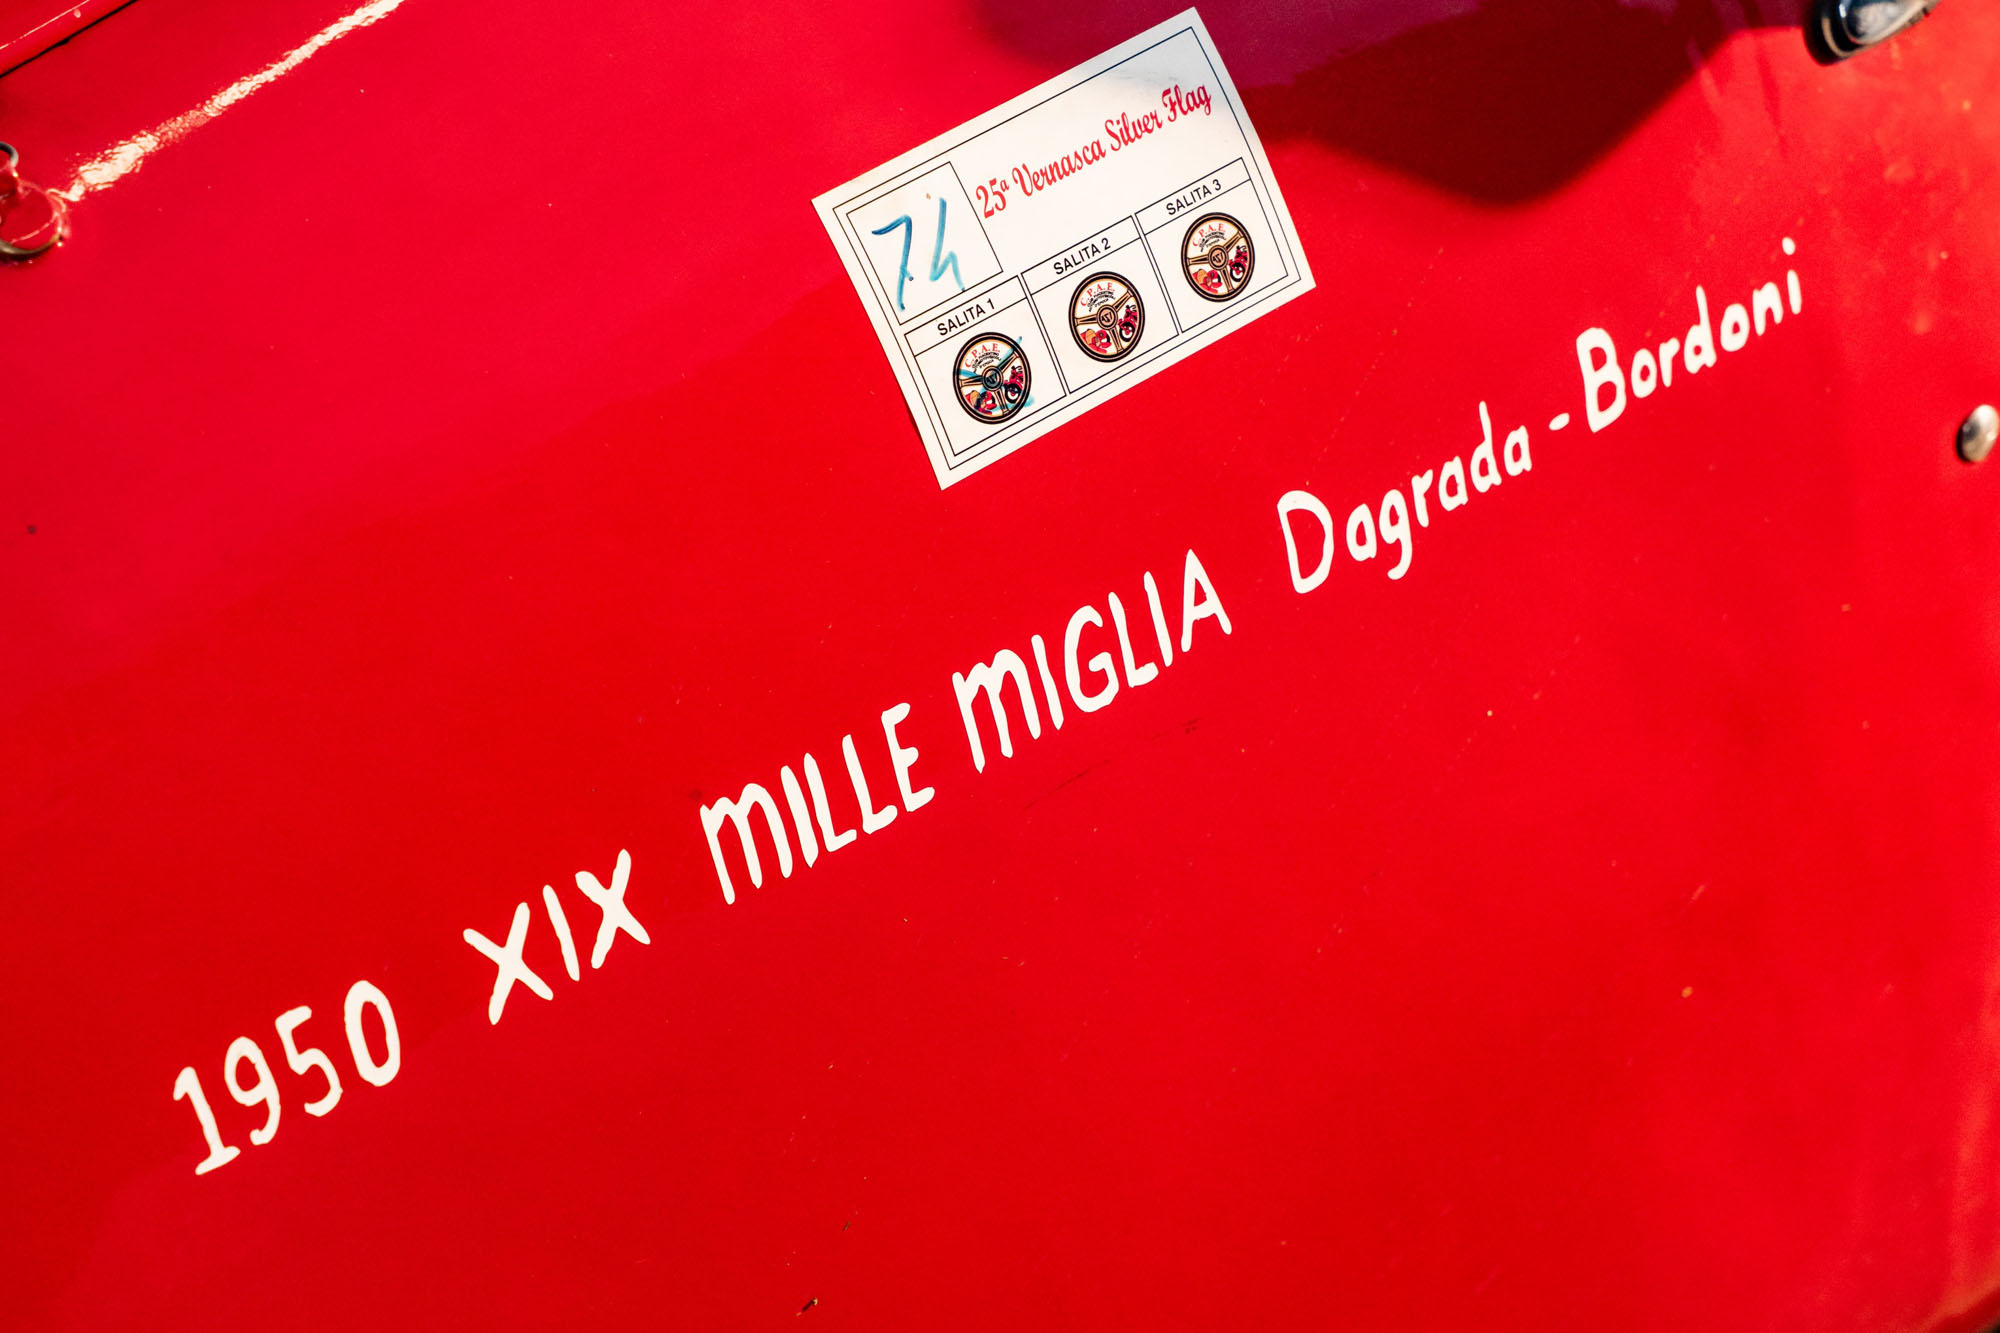 25ª Vernasca Silver Flag
74
SALITA 1
SALITA 2
SALITA 3
C.P.A.E.
C.P.A.E.
C.P.A.E.
1950 XIX MILLE MIGLIA Dagrada - Bordoni